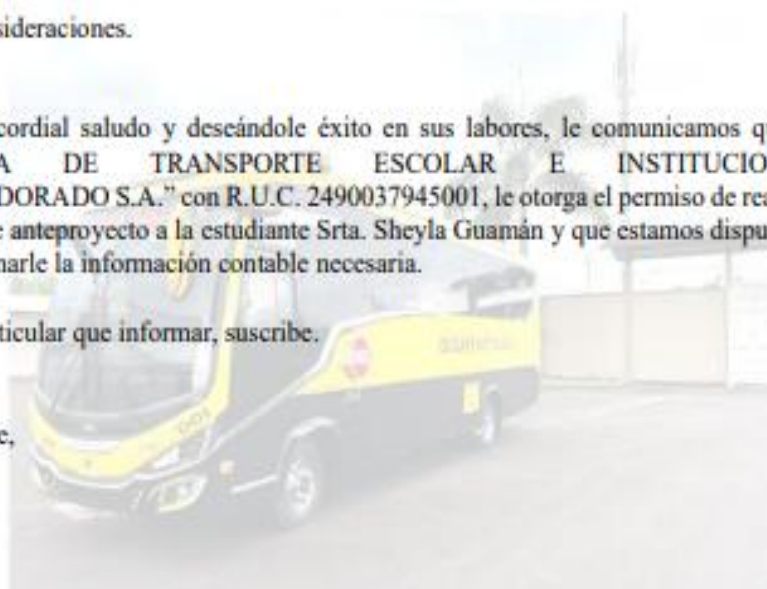 sideraciones.
cordial saludo y deseándole éxito en sus labores, le comunicamos q
A DE TRANSPORTE ESCOLAR E INSTITUCIO
DORADO S.A.” con R.U.C. 2490037945001, le otorga el permiso de rea
e anteproyecto a la estudiante Srta. Sheyla Guamán y que estamos dispu
narle la información contable necesaria.
ticular que informar, suscribe.
e,